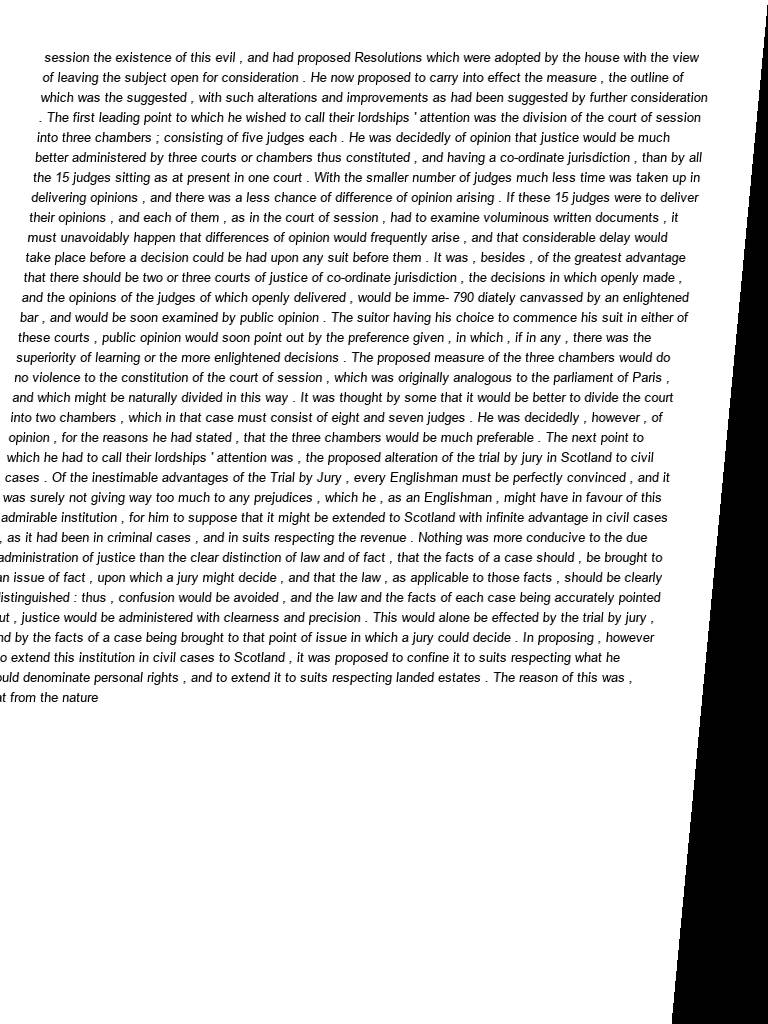 session the existence of this evil , and had proposed Resolutions which were adopted by the house with the view
of leaving the subject open for consideration . He now proposed to carry into effect the measure , the outline of
which was the suggested , with such alterations and improvements as had been suggested by further consideration
. The first leading point to which he wished to call their lordships ' attention was the division of the court of session
into three chambers ; consisting of five judges each . He was decidedly of opinion that justice would be much
better administered by three courts or chambers thus constituted , and having a co-ordinate jurisdiction , than by all
the 15 judges sitting as at present in one court . With the smaller number of judges much less time was taken up in
delivering opinions , and there was a less chance of difference of opinion arising . If these 15 judges were to deliver
their opinions , and each of them , as in the court of session , had to examine voluminous written documents , it
must unavoidably happen that differences of opinion would frequently arise , and that considerable delay would
take place before a decision could be had upon any suit before them . It was , besides , of the greatest advantage
that there should be two or three courts of justice of co-ordinate jurisdiction , the decisions in which openly made ,
and the opinions of the judges of which openly delivered , would be imme- 790 diately canvassed by an enlightened
bar , and would be soon examined by public opinion . The suitor having his choice to commence his suit in either of
these courts , public opinion would soon point out by the preference given , in which , if in any , there was the
superiority of learning or the more enlightened decisions . The proposed measure of the three chambers would do
no violence to the constitution of the court of session , which was originally analogous to the parliament of Paris ,
and which might be naturally divided in this way . It was thought by some that it would be better to divide the court
into two chambers , which in that case must consist of eight and seven judges . He was decidedly , however , of
opinion , for the reasons he had stated , that the three chambers would be much preferable . The next point to
which he had to call their lordships ' attention was , the proposed alteration of the trial by jury in Scotland to civil
cases . Of the inestimable advantages of the Trial by Jury , every Englishman must be perfectly convinced , and it
was surely not giving way too much to any prejudices , which he , as an Englishman , might have in favour of this
admirable institution , for him to suppose that it might be extended to Scotland with infinite advantage in civil cases
, as it had been in criminal cases , and in suits respecting the revenue . Nothing was more conducive to the due
administration of justice than the clear distinction of law and of fact , that the facts of a case should , be brought to
an issue of fact , upon which a jury might decide , and that the law , as applicable to those facts , should be clearly
istinguished : thus , confusion would be avoided , and the law and the facts of each case being accurately pointed
ut , justice would be administered with clearness and precision . This would alone be effected by the trial by jury ,
nd by the facts of a case being brought to that point of issue in which a jury could decide . In proposing , however
o extend this institution in civil cases to Scotland , it was proposed to confine it to suits respecting what he
ould denominate personal rights , and to extend it to suits respecting landed estates . The reason of this was ,
at from the nature